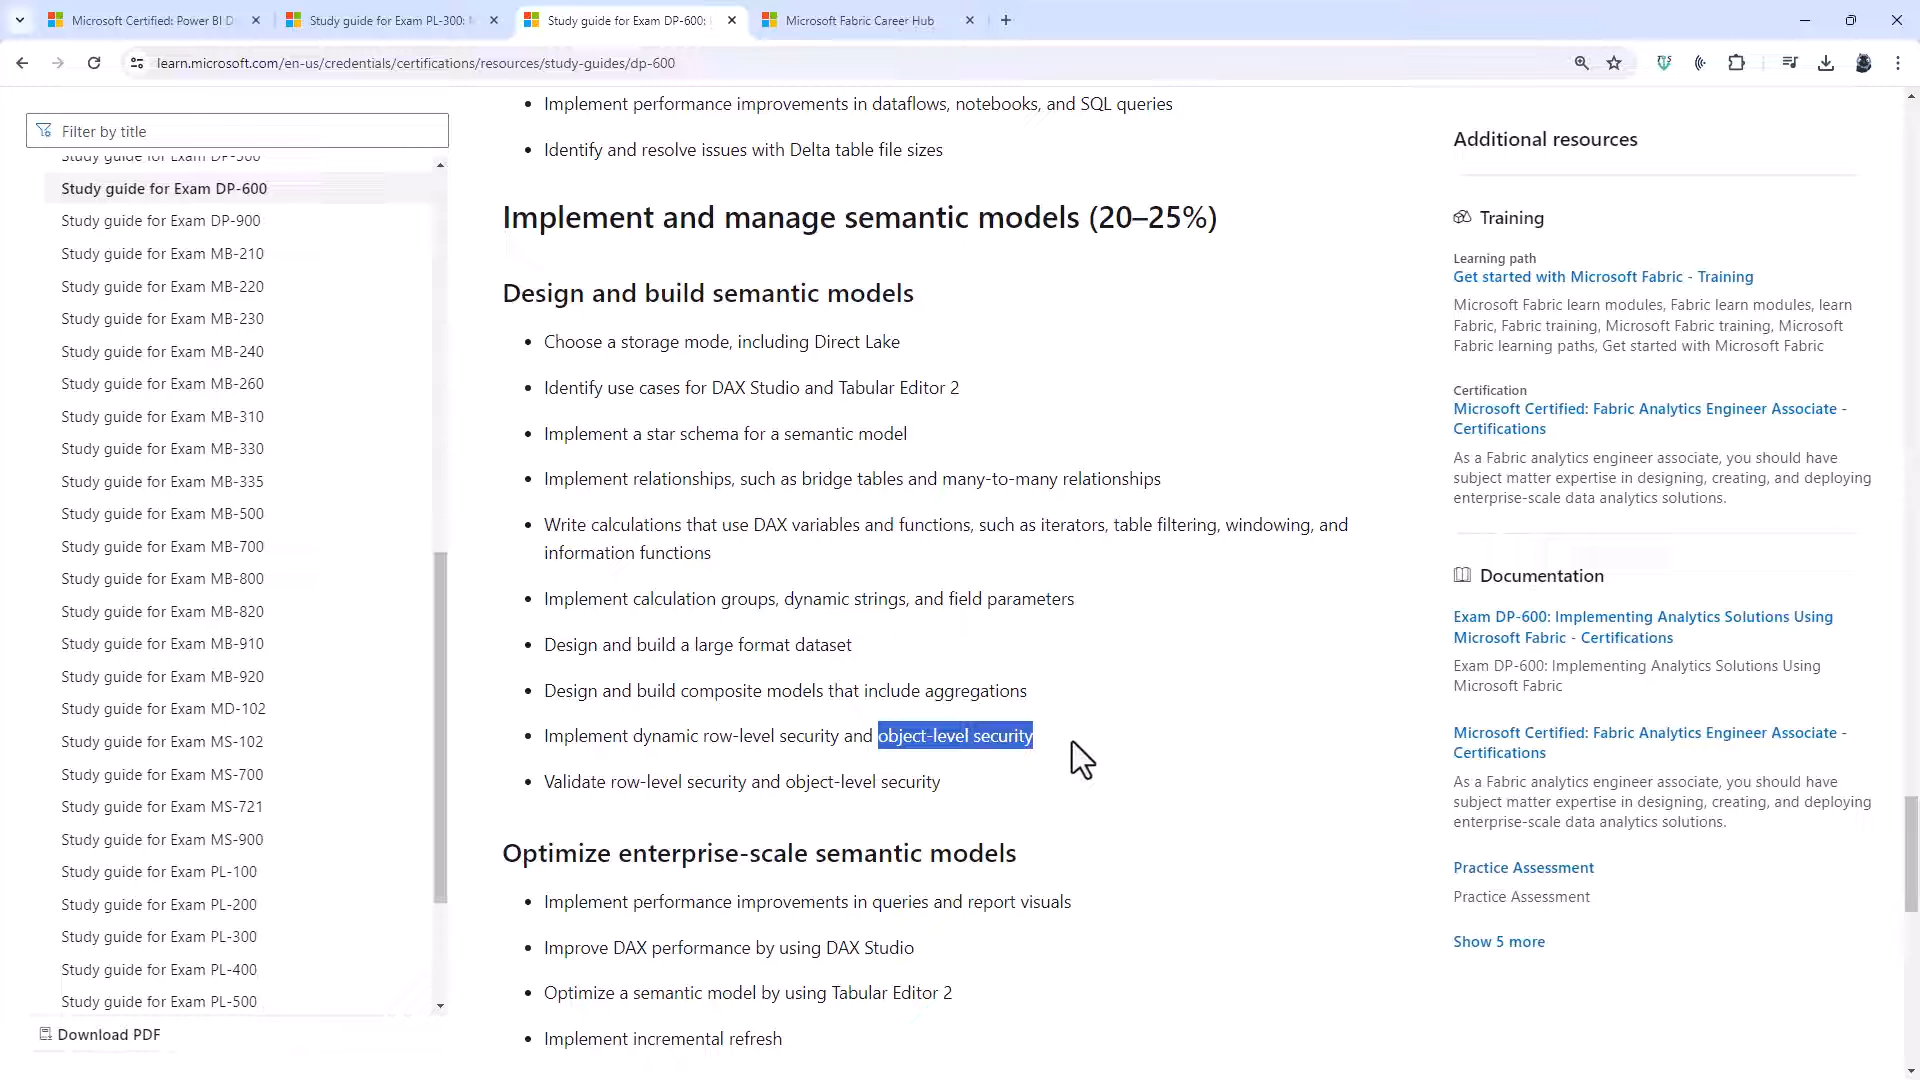 Microsoft Certified: Power BI D
Study guide for Exam PL-300:
Study guide for Exam DP-600:
Microsoft Fabric Career Hub
learn.microsoft.com/en-us/credentials/certifications/resources/study-guides/dp-600
Filter by title
Study guide for Exam DP-500
Study guide for Exam DP-600
Study guide for Exam DP-900
Study guide for Exam MB-210
Study guide for Exam MB-220
Study guide for Exam MB-230
Study guide for Exam MB-240
Study guide for Exam MB-260
Study guide for Exam MB-310
Study guide for Exam MB-330
Study guide for Exam MB-335
Study guide for Exam MB-500
Study guide for Exam MB-700
Study guide for Exam MB-800
Study guide for Exam MB-820
Study guide for Exam MB-910
Study guide for Exam MB-920
Study guide for Exam MD-102
Study guide for Exam MS-102
Study guide for Exam MS-700
Study guide for Exam MS-721
Study guide for Exam MS-900
Study guide for Exam PL-100
Study guide for Exam PL-200
Study guide for Exam PL-300
Study guide for Exam PL-400
Study guide for Exam PL-500
Download PDF
• Implement performance improvements in dataflows, notebooks, and SQL queries
• Identify and resolve issues with Delta table file sizes
Implement and manage semantic models (20–25%)
Design and build semantic models
• Choose a storage mode, including Direct Lake
• Identify use cases for DAX Studio and Tabular Editor 2
• Implement a star schema for a semantic model
• Implement relationships, such as bridge tables and many-to-many relationships
• Write calculations that use DAX variables and functions, such as iterators, table filtering, windowing, and
information functions
• Implement calculation groups, dynamic strings, and field parameters
• Design and build a large format dataset
• Design and build composite models that include aggregations
• Implement dynamic row-level security and object-level security
• Validate row-level security and object-level security
Optimize enterprise-scale semantic models
• Implement performance improvements in queries and report visuals
• Improve DAX performance by using DAX Studio
• Optimize a semantic model by using Tabular Editor 2
• Implement incremental refresh
Additional resources
Training
Learning path
Get started with Microsoft Fabric - Training
Microsoft Fabric learn modules, Fabric learn modules, learn
Fabric, Fabric training, Microsoft Fabric training, Microsoft
Fabric learning paths, Get started with Microsoft Fabric
Certification
Microsoft Certified: Fabric Analytics Engineer Associate -
Certifications
As a Fabric analytics engineer associate, you should have
subject matter expertise in designing, creating, and deploying
enterprise-scale data analytics solutions.
Documentation
Exam DP-600: Implementing Analytics Solutions Using
Microsoft Fabric - Certifications
Exam DP-600: Implementing Analytics Solutions Using
Microsoft Fabric
Microsoft Certified: Fabric Analytics Engineer Associate -
Certifications
As a Fabric analytics engineer associate, you should have
subject matter expertise in designing, creating, and deploying
enterprise-scale data analytics solutions.
Practice Assessment
Practice Assessment
Show 5 more